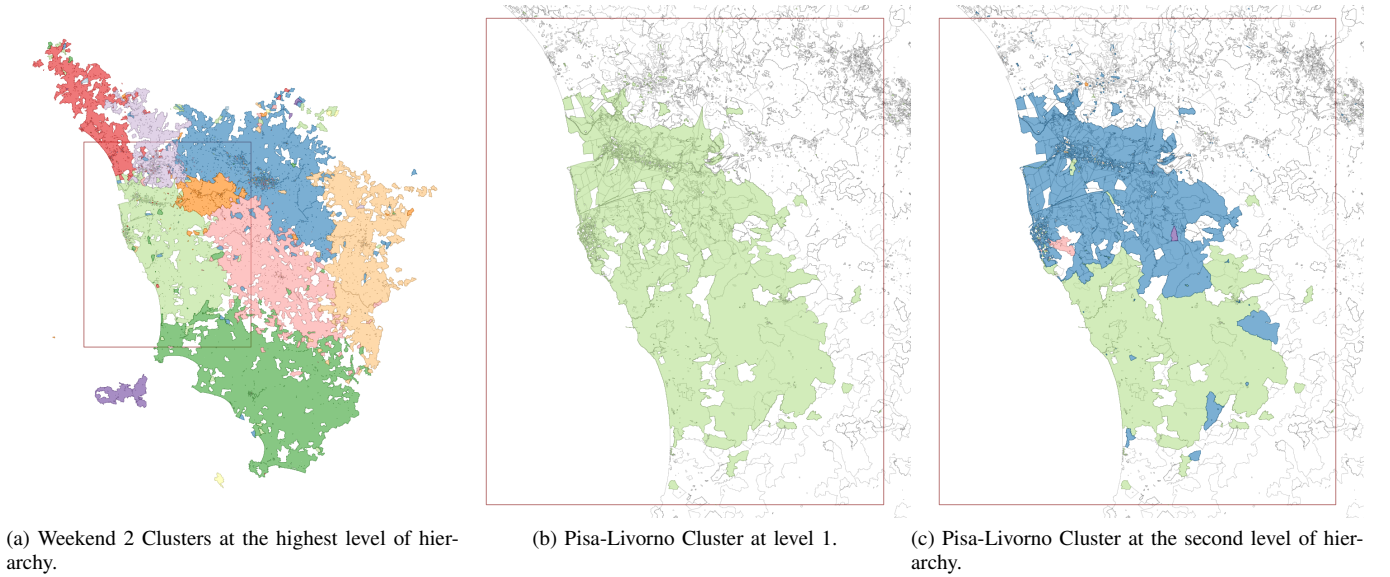 (a) Weekend 2 Clusters at the highest level of hier-
archy.
(b) Pisa-Livorno Cluster at level 1.
(c) Pisa-Livorno Cluster at the second level of hier-
archy.